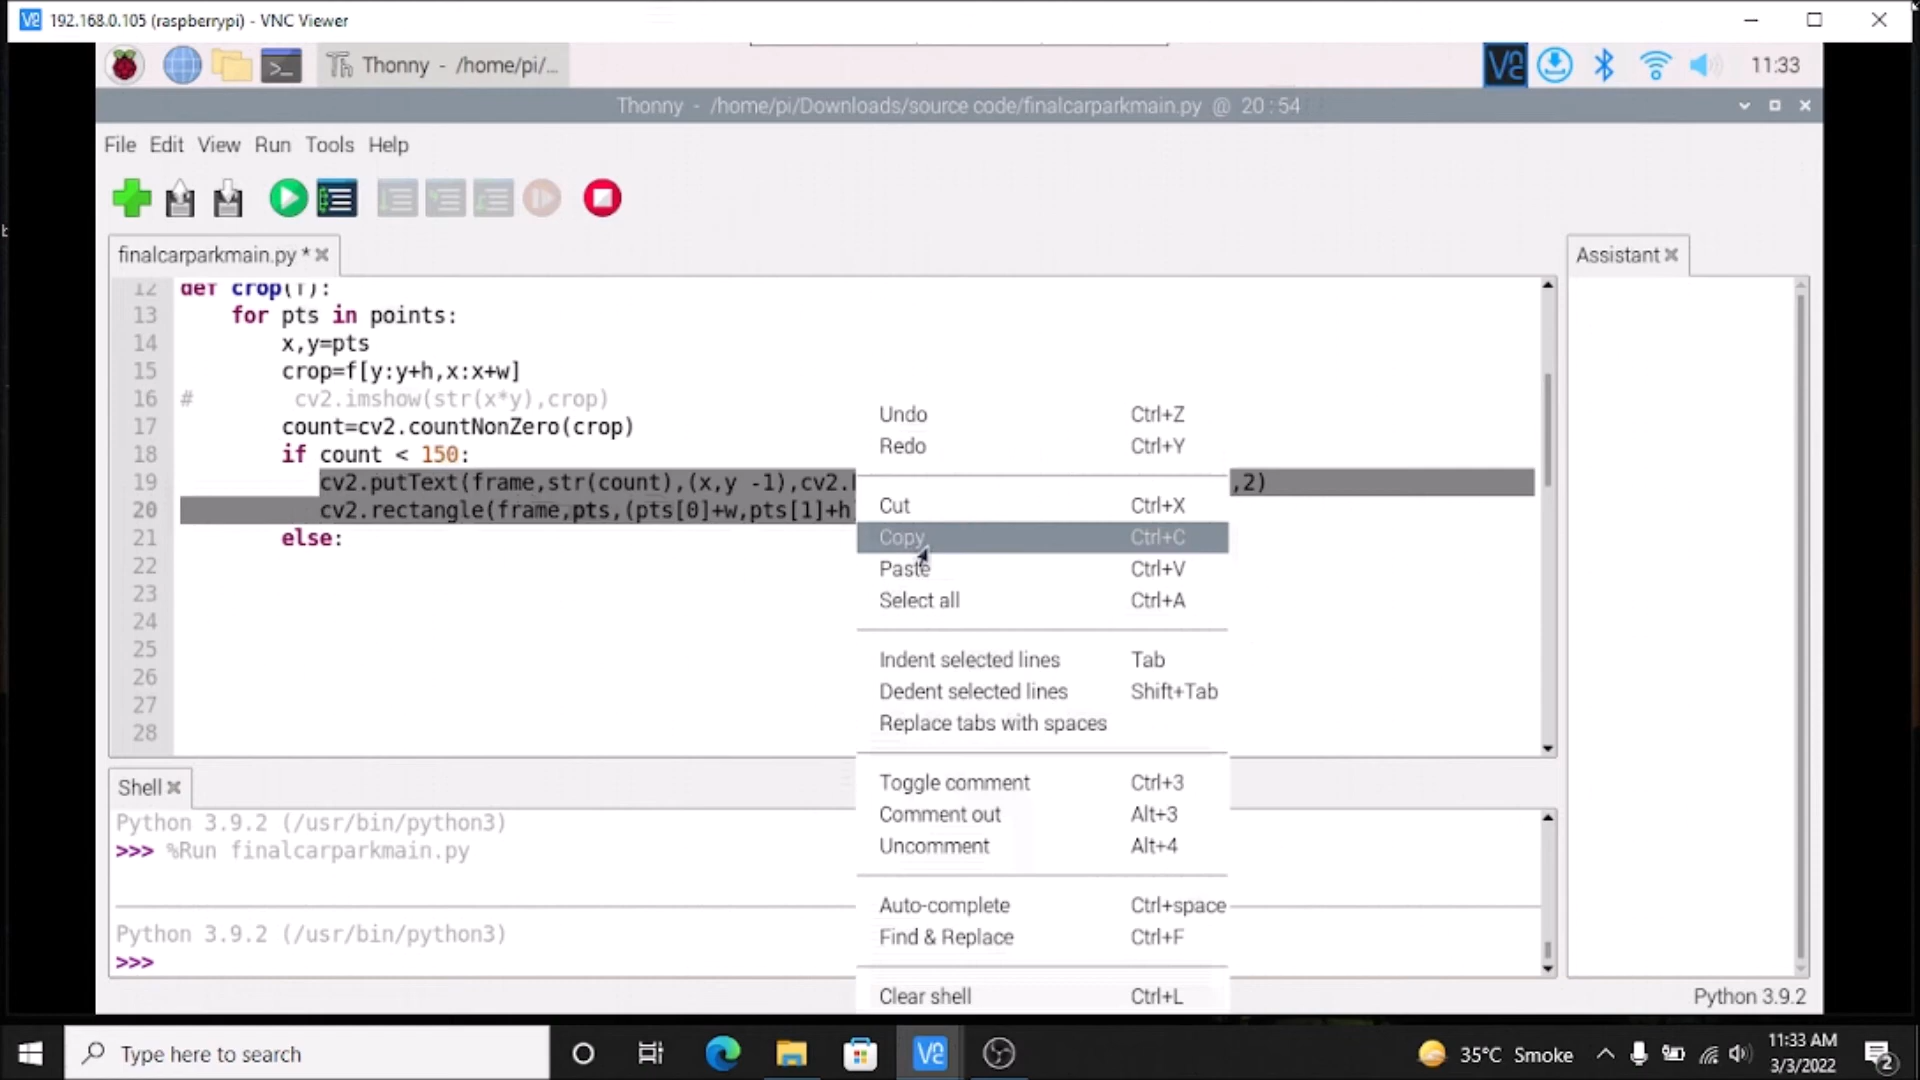 192.168.0.105 (raspberrypi) - VNC Viewer
Thonny - /home/pi/...
11:33
Thonny - /home/pi/Downloads/source code/finalcarparkmain.py @ 20 : 54
File Edit View Run Tools Help
finalcarparkmain.py *
Assistant
12 def crop(f):
13 for pts in points:
14 x,y=pts
15 crop=f[y:y+h,x:x+w]
16 # cv2.imshow(str(x*y),crop)
17 count=cv2.countNonZero(crop)
18 if count < 150:
19 cv2.putText(frame,str(count),(x,y -1),cv2. ,2)
20 cv2.rectangle(frame,pts,(pts[0]+w,pts[1]+h
21 else:
22
23
24
25
26
27
28
Undo Ctrl+Z
Redo Ctrl+Y
Cut Ctrl+X
Copy Ctrl+C
Paste Ctrl+V
Select all Ctrl+A
Indent selected lines Tab
Dedent selected lines Shift+Tab
Replace tabs with spaces
Toggle comment Ctrl+3
Comment out Alt+3
Uncomment Alt+4
Auto-complete Ctrl+space
Find & Replace Ctrl+F
Clear shell Ctrl+L
Shell
Python 3.9.2 (/usr/bin/python3)
>>> %Run finalcarparkmain.py
Python 3.9.2 (/usr/bin/python3)
>>>
Python 3.9.2
Type here to search
35°C Smoke
11:33 AM
3/3/2022
2